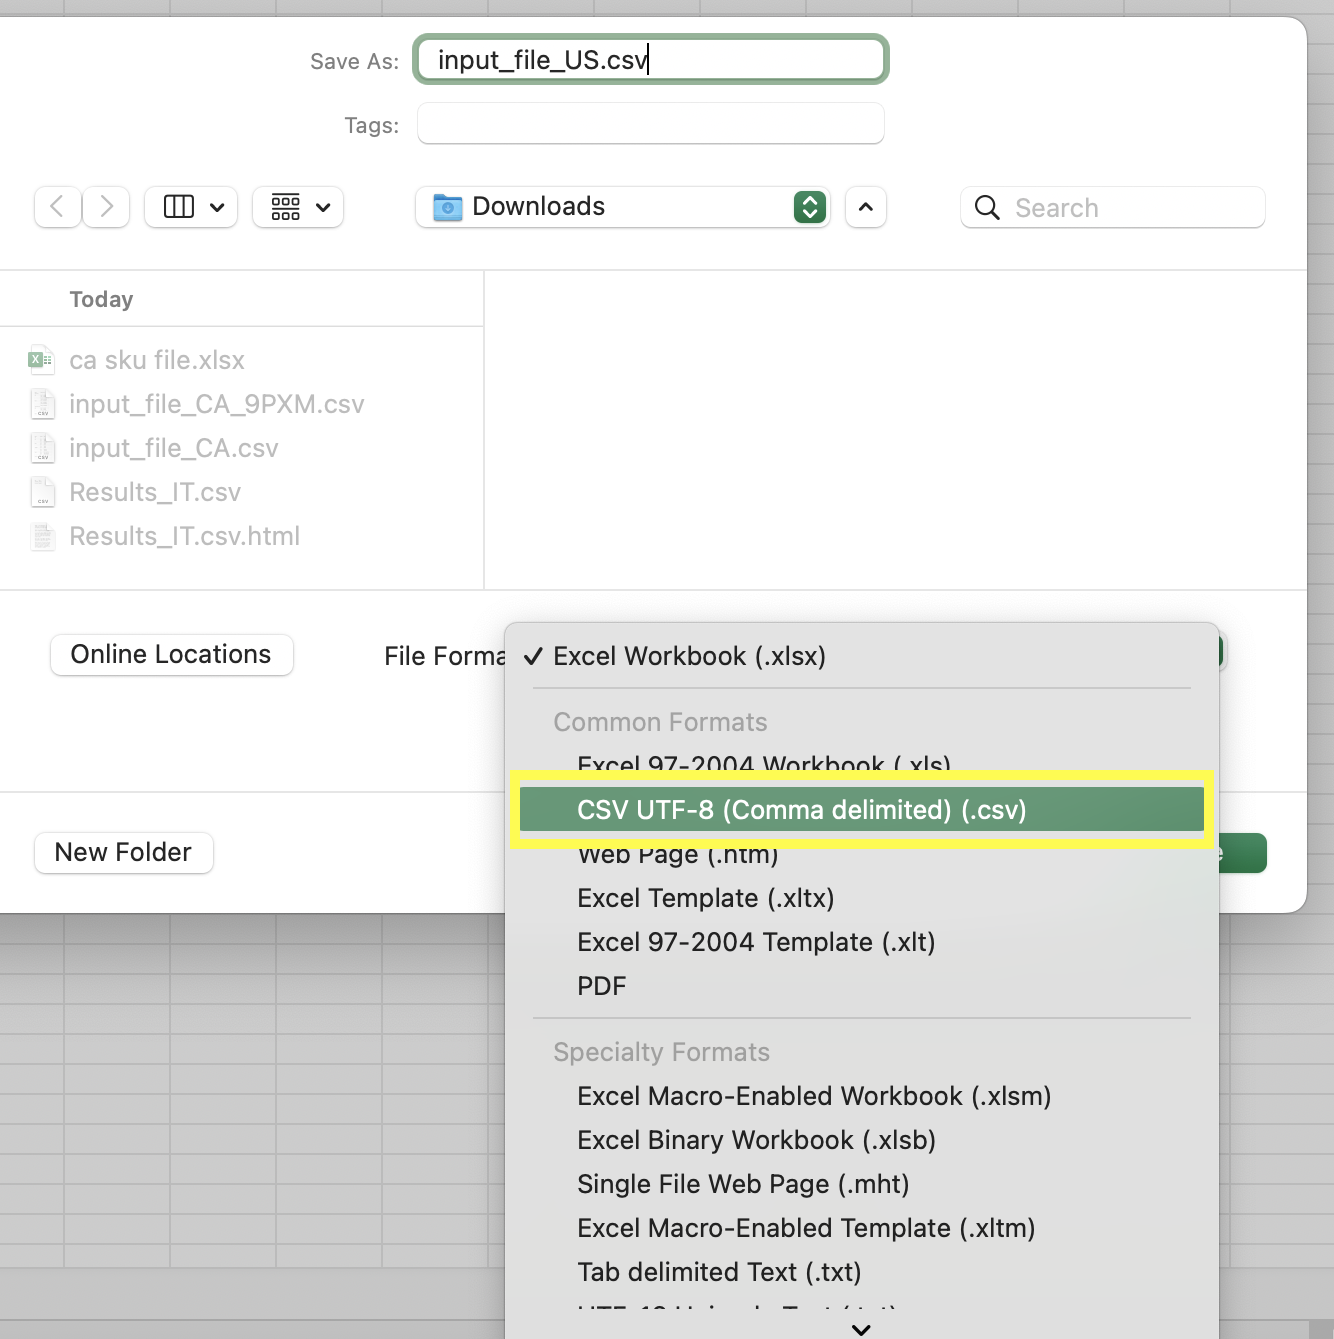 Save As: input_file_US.csv
Tags:
Downloads
Search
Today
ca sku file.xlsx
input_file_CA_9PXM.csv
input_file_CA.csv
Results_IT.csv
Results_IT.csv.html
Online Locations
File Forma
Excel Workbook (.xlsx)
Common Formats
Excel 97-2004 Workbook (.xls)
CSV UTF-8 (Comma delimited) (.csv)
Web Page (.htm)
New Folder
Excel Template (.xltx)
Excel 97-2004 Template (.xlt)
PDF
Specialty Formats
Excel Macro-Enabled Workbook (.xlsm)
Excel Binary Workbook (.xlsb)
Single File Web Page (.mht)
Excel Macro-Enabled Template (.xltm)
Tab delimited Text (.txt)